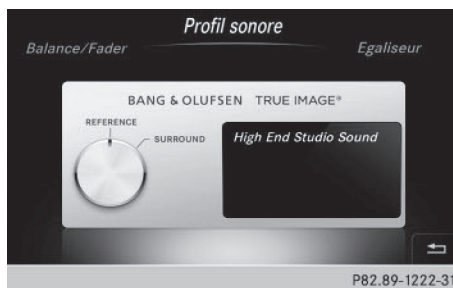 Profil sonore
Balance/Fader
Egaliseur
BANG & OLUFSEN TRUE IMAGE®
REFERENCE
SURROUND
High End Studio Sound
P82.89-1222-31